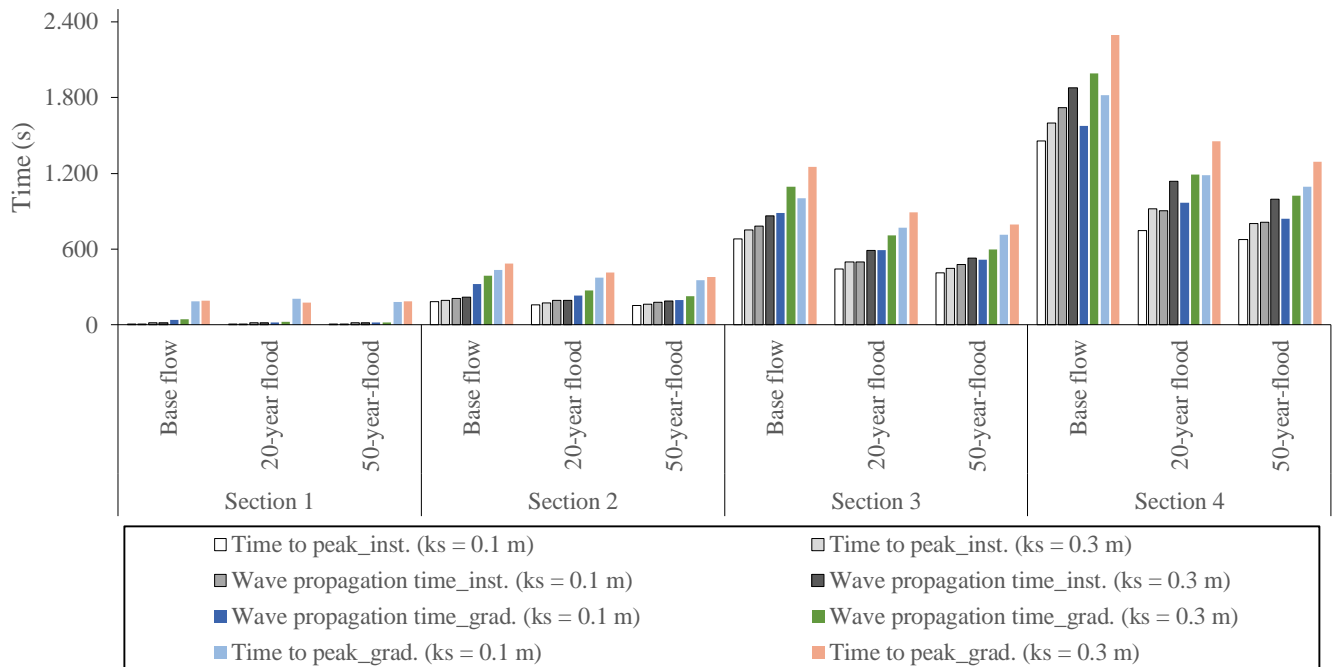 2.400
1.800
1.200
600
0
Time (s)
Base flow
20-year flood
50-year-flood
Base flow
20-year flood
50-year-flood
Base flow
20-year flood
50-year-flood
Base flow
20-year flood
50-year-flood
Section 1
Section 2
Section 3
Section 4
Time to peak_inst. (ks = 0.1 m)
Time to peak_inst. (ks = 0.3 m)
Wave propagation time_inst. (ks = 0.1 m)
Wave propagation time_inst. (ks = 0.3 m)
Wave propagation time_grad. (ks = 0.1 m)
Wave propagation time_grad. (ks = 0.3 m)
Time to peak_grad. (ks = 0.1 m)
Time to peak_grad. (ks = 0.3 m)